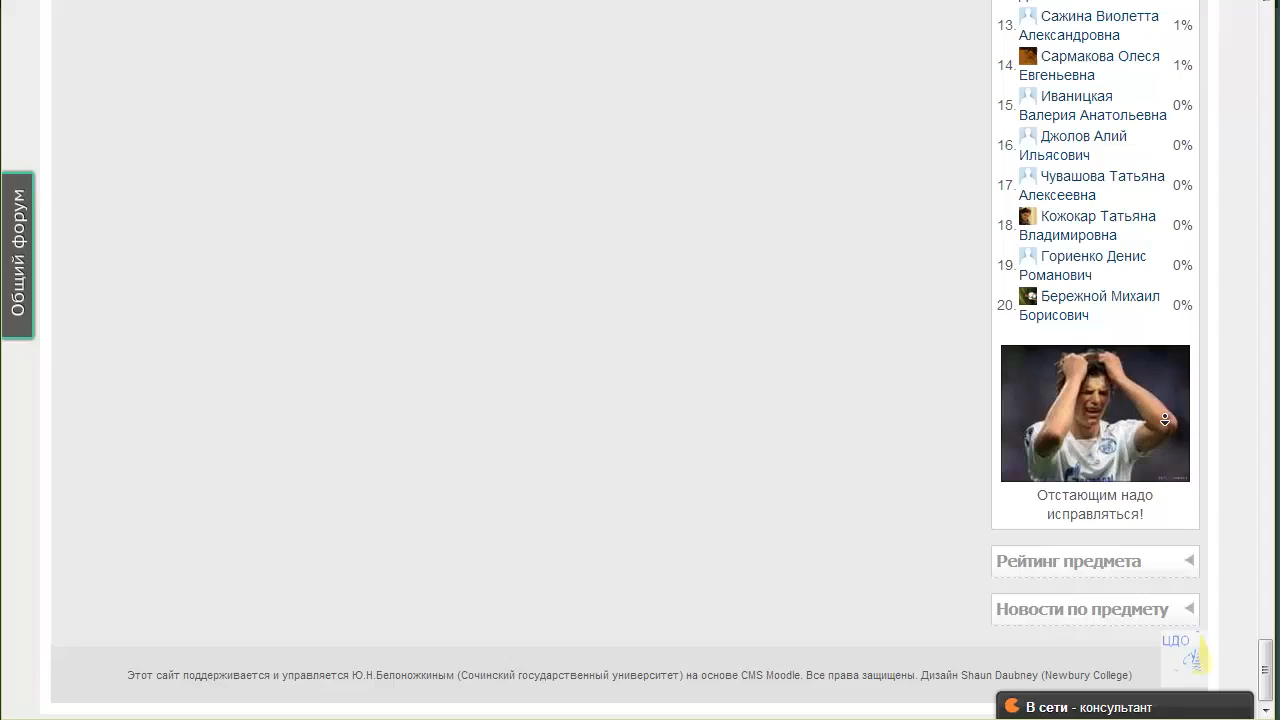 13. Сажина Виолетта 1%
Александровна
14. Сармакова Олеся 1%
Евгеньевна
15. Иваницкая 0%
Валерия Анатольевна
16. Джолов Алий 0%
Ильясович
17. Чувашова Татьяна 0%
Алексеевна
18. Кожокар Татьяна 0%
Владимировна
19. Гориенко Денис 0%
Романович
20. Бережной Михаил 0%
Борисович
Общий форум
Отстающим надо
исправляться!
Рейтинг предмета
Новости по предмету
ЦДО
Этот сайт поддерживается и управляется Ю.Н.Белоножкиным (Сочинский государственный университет) на основе CMS Moodle. Все права защищены. Дизайн Shaun Daubney (Newbury College)
В сети - консультант